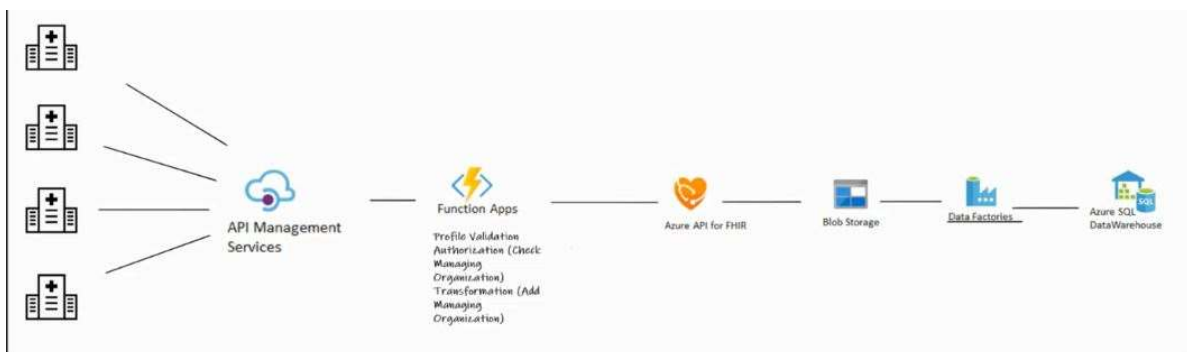 API Management
Services
Function Apps
Profile Validation
Authorization (Check
Managing
Organization)
Transformation (Add
Managing
Organization)
Azure API for FHIR
Blob Storage
Data Factories
SQL
Azure SQL
DataWarehouse